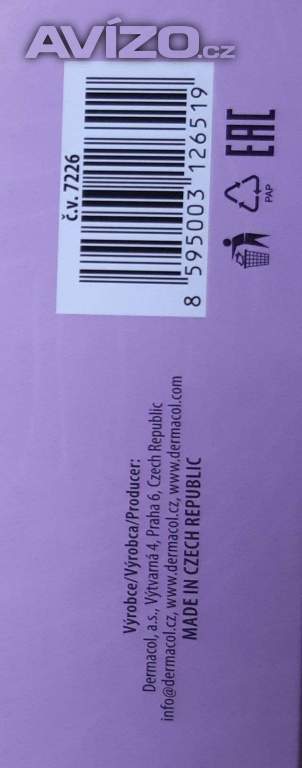 AVÍZO.cz
č.v. 7226
8 595003 126519
EAC
PAP
Výrobce/Výrobca/Producer:
Dermacol, a.s., Výtvarná 4, Praha 6, Czech Republic
info@dermacol.cz, www.dermacol.cz, www.dermacol.com
MADE IN CZECH REPUBLIC